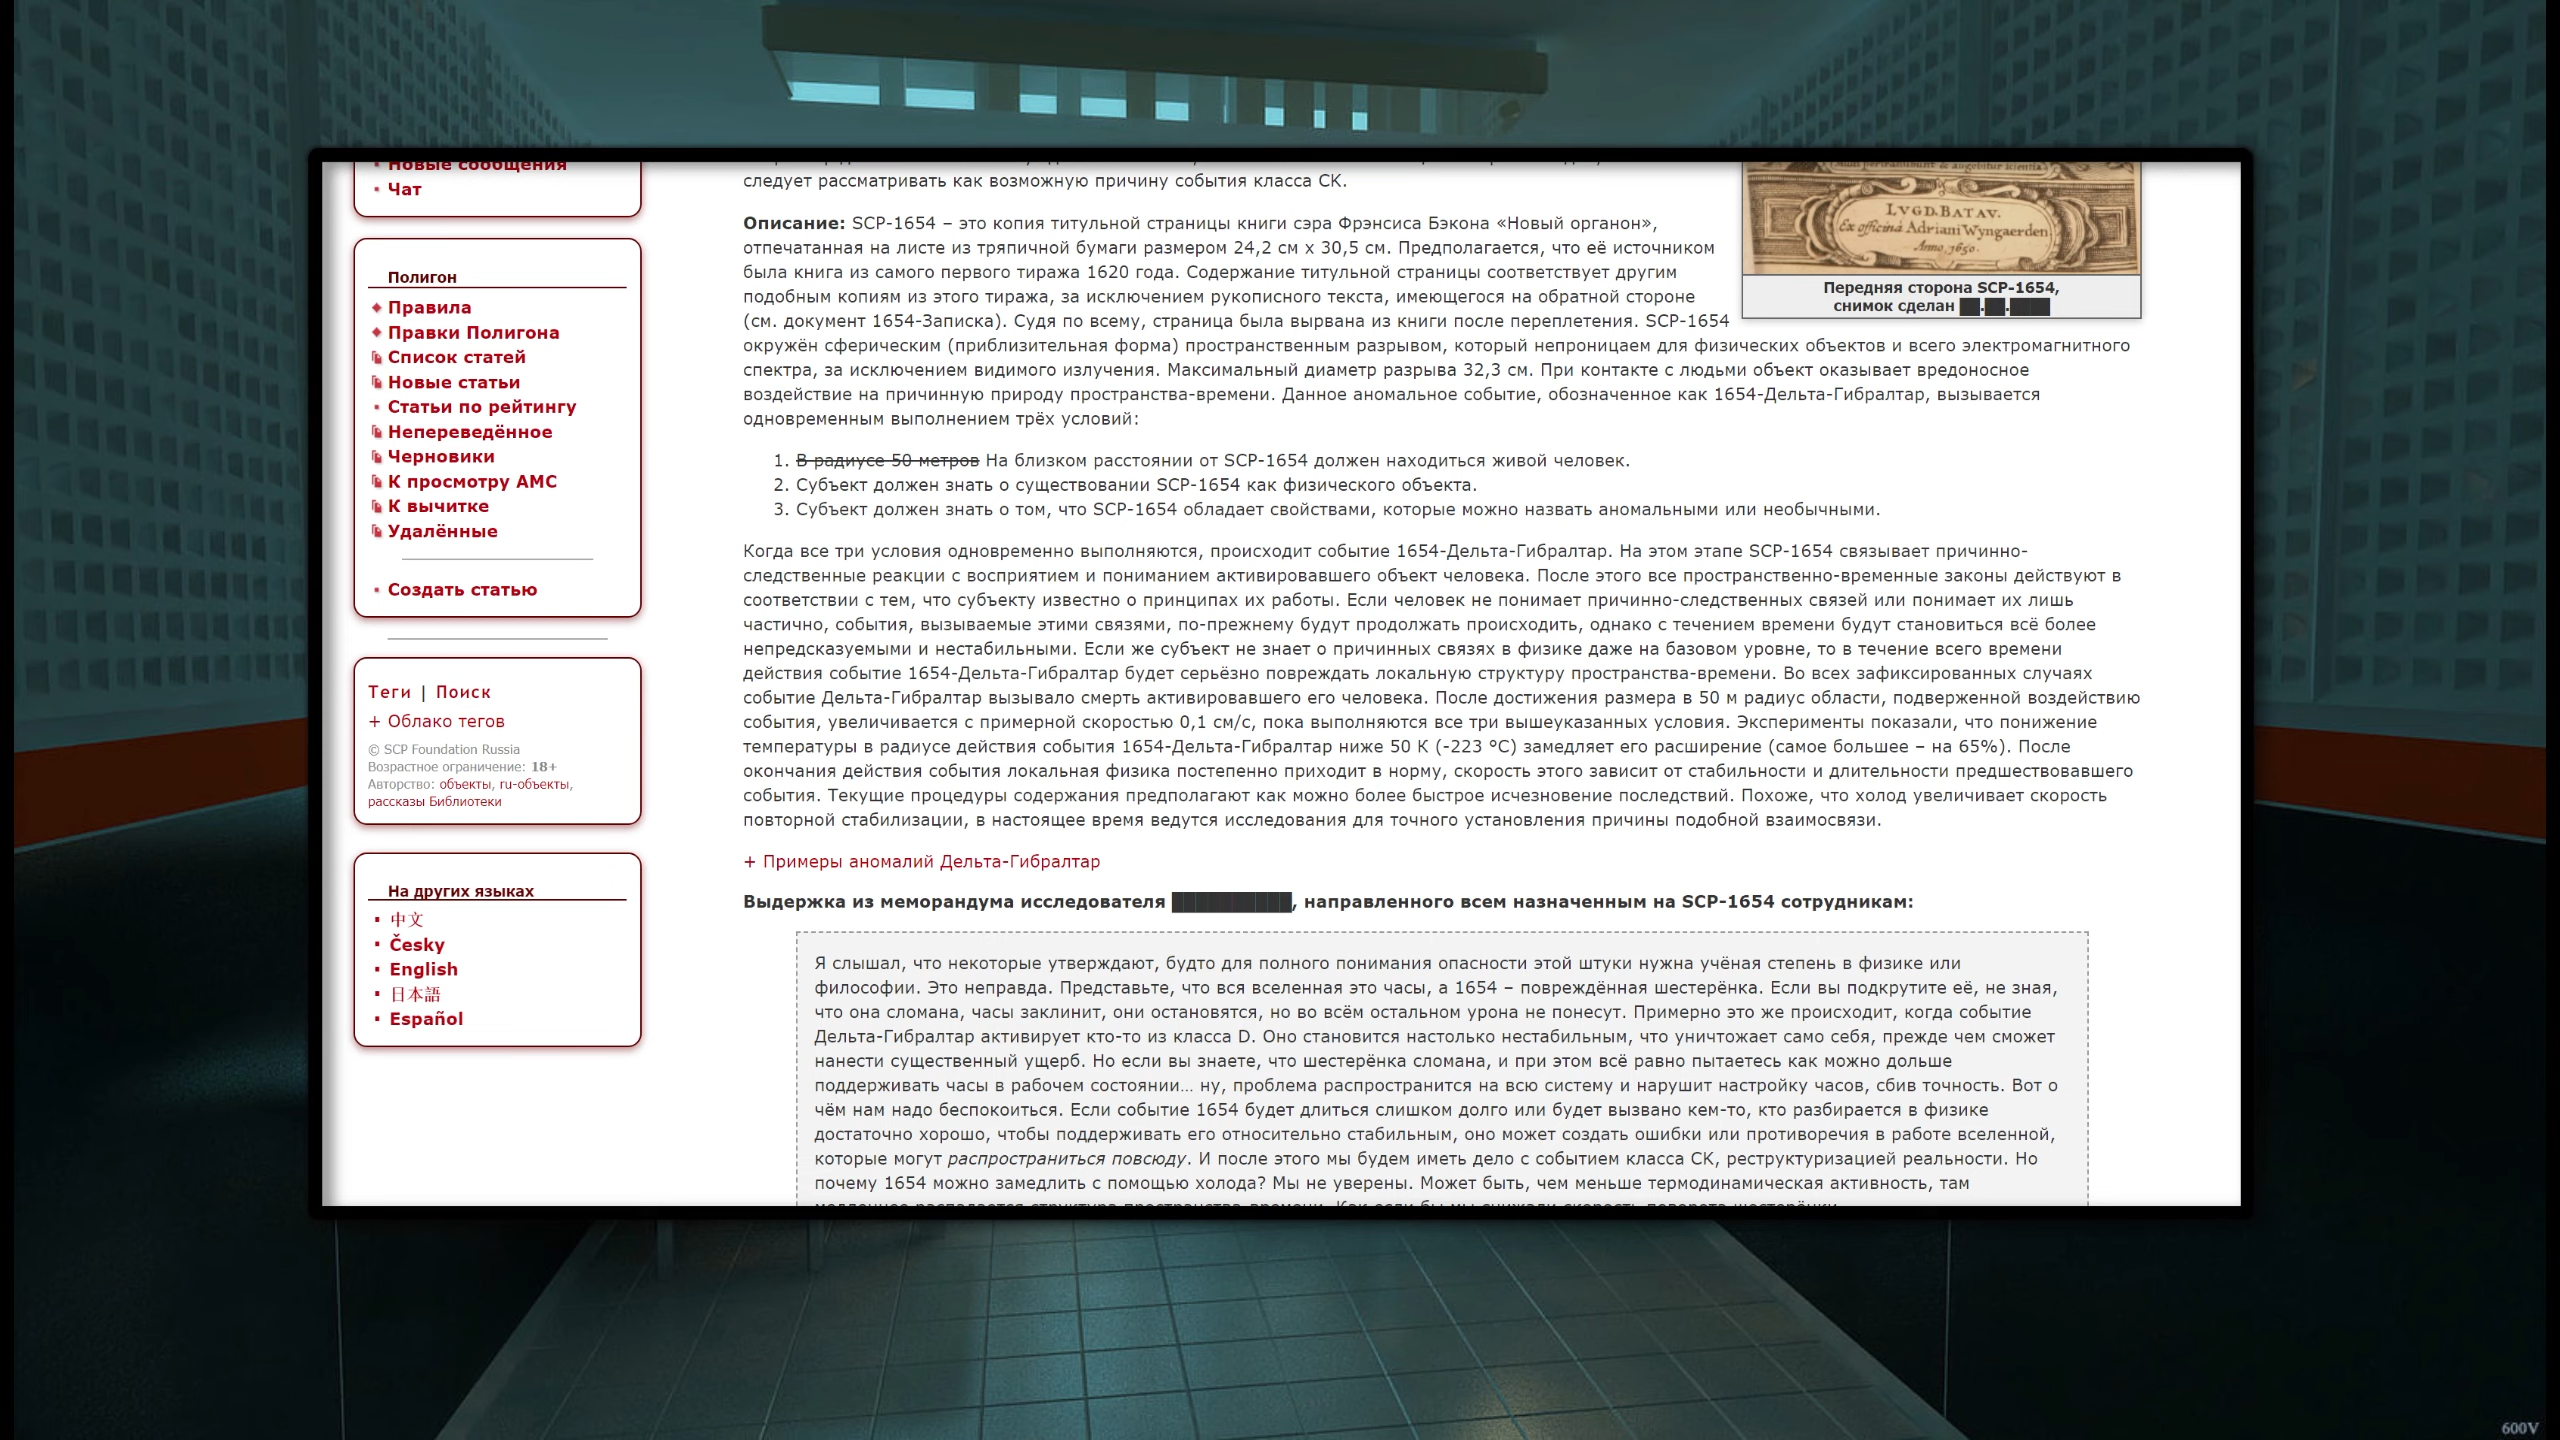 Новые сообщения
Чат
Полигон
Правила
Правки Полигона
Список статей
Новые статьи
Статьи по рейтингу
Непереведённое
Черновики
К просмотру АМС
К вычитке
Удалённые
Создать статью
Теги | Поиск
+ Облако тегов
© SCP Foundation Russia
Возрастное ограничение: 18+
Авторство: объекты, ru-объекты,
рассказы Библиотеки
На других языках
中文
Česky
English
日本語
Español
следует рассматривать как возможную причину события класса СК.
Описание: SCP-1654 – это копия титульной страницы книги сэра Фрэнсиса Бэкона «Новый органон»,
отпечатанная на листе из тряпичной бумаги размером 24,2 см x 30,5 см. Предполагается, что её источником
была книга из самого первого тиража 1620 года. Содержание титульной страницы соответствует другим
подобным копиям из этого тиража, за исключением рукописного текста, имеющегося на обратной стороне
(см. документ 1654-Записка). Судя по всему, страница была вырвана из книги после переплетения. SCP-1654
окружён сферическим (приблизительная форма) пространственным разрывом, который непроницаем для физических объектов и всего электромагнитного
спектра, за исключением видимого излучения. Максимальный диаметр разрыва 32,3 см. При контакте с людьми объект оказывает вредоносное
воздействие на причинную природу пространства-времени. Данное аномальное событие, обозначенное как 1654-Дельта-Гибралтар, вызывается
одновременным выполнением трёх условий:
1. В радиусе 50 метров На близком расстоянии от SCP-1654 должен находиться живой человек.
2. Субъект должен знать о существовании SCP-1654 как физического объекта.
3. Субъект должен знать о том, что SCP-1654 обладает свойствами, которые можно назвать аномальными или необычными.
Когда все три условия одновременно выполняются, происходит событие 1654-Дельта-Гибралтар. На этом этапе SCP-1654 связывает причинно-
следственные реакции с восприятием и пониманием активировавшего объект человека. После этого все пространственно-временные законы действуют в
соответствии с тем, что субъекту известно о принципах их работы. Если человек не понимает причинно-следственных связей или понимает их лишь
частично, события, вызываемые этими связями, по-прежнему будут продолжать происходить, однако с течением времени будут становиться всё более
непредсказуемыми и нестабильными. Если же субъект не знает о причинных связях в физике даже на базовом уровне, то в течение всего времени
действия событие 1654-Дельта-Гибралтар будет серьёзно повреждать локальную структуру пространства-времени. Во всех зафиксированных случаях
событие Дельта-Гибралтар вызывало смерть активировавшего его человека. После достижения размера в 50 м радиус области, подверженной воздействию
события, увеличивается с примерной скоростью 0,1 см/с, пока выполняются все три вышеуказанных условия. Эксперименты показали, что понижение
температуры в радиусе действия события 1654-Дельта-Гибралтар ниже 50 К (-223 °C) замедляет его расширение (самое большее – на 65%). После
окончания действия события локальная физика постепенно приходит в норму, скорость этого зависит от стабильности и длительности предшествовавшего
события. Текущие процедуры содержания предполагают как можно более быстрое исчезновение последствий. Похоже, что холод увеличивает скорость
повторной стабилизации, в настоящее время ведутся исследования для точного установления причины подобной взаимосвязи.
+ Примеры аномалий Дельта-Гибралтар
Выдержка из меморандума исследователя ██████████, направленного всем назначенным на SCP-1654 сотрудникам:
Я слышал, что некоторые утверждают, будто для полного понимания опасности этой штуки нужна учёная степень в физике или
философии. Это неправда. Представьте, что вся вселенная это часы, а 1654 – повреждённая шестерёнка. Если вы подкрутите её, не зная,
что она сломана, часы заклинит, они остановятся, но во всём остальном урона не понесут. Примерно это же происходит, когда событие
Дельта-Гибралтар активирует кто-то из класса D. Оно становится настолько нестабильным, что уничтожает само себя, прежде чем сможет
нанести существенный ущерб. Но если вы знаете, что шестерёнка сломана, и при этом всё равно пытаетесь как можно дольше
поддерживать часы в рабочем состоянии… ну, проблема распространится на всю систему и нарушит настройку часов, сбив точность. Вот о
чём нам надо беспокоиться. Если событие 1654 будет длиться слишком долго или будет вызвано кем-то, кто разбирается в физике
достаточно хорошо, чтобы поддерживать его относительно стабильным, оно может создать ошибки или противоречия в работе вселенной,
которые могут распространиться повсюду. И после этого мы будем иметь дело с событием класса СК, реструктуризацией реальности. Но
почему 1654 можно замедлить с помощью холода? Мы не уверены. Может быть, чем меньше термодинамическая активность, там
LVGD. BATAV.
Ex officinâ Adriani Wyngaerden.
Anno, 1650.
Передняя сторона SCP-1654,
снимок сделан ██.██.████
600V